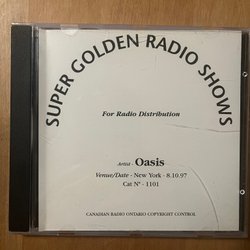 SUPER GOLDEN RADIO SHOWS
For Radio Distribution
Artist - Oasis
Venue/Date - New York - 8.10.97
Cat Nº - 1101
CANADIAN RADIO ONTARIO COPYRIGHT CONTROL